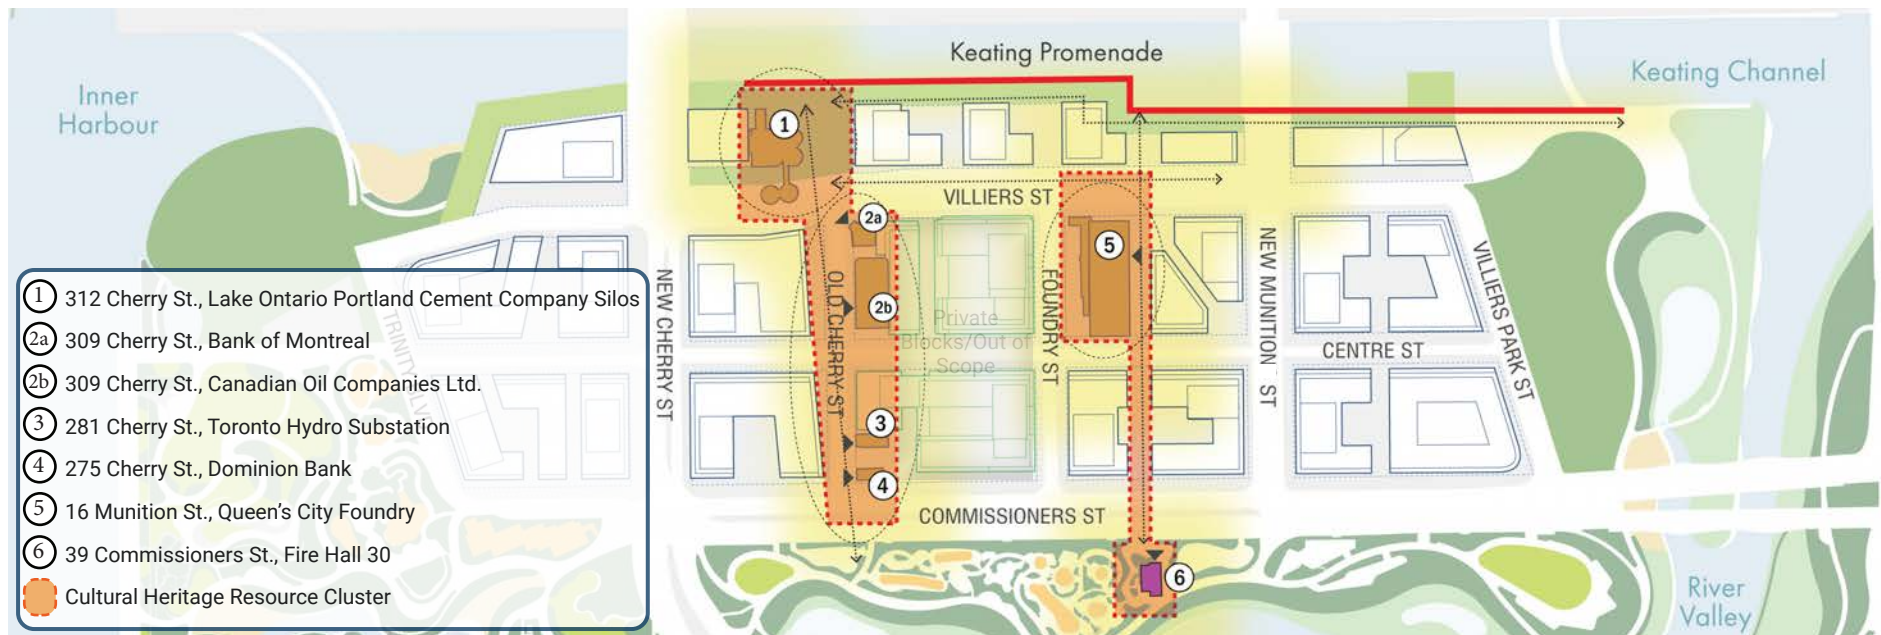 Keating Promenade
Inner
Harbour
Keating Channel
1
VILLIERS ST
2a
5
2b
OLD CHERRY ST
NEW CHERRY ST
FOUNDRY ST
NEW MUNITION ST
VILLIERS PARK ST
CENTRE ST
Private
Blocks/Out of
Scope
3
4
COMMISSIONERS ST
6
River
Valley
1 312 Cherry St., Lake Ontario Portland Cement Company Silos
2a 309 Cherry St., Bank of Montreal
2b 309 Cherry St., Canadian Oil Companies Ltd.
3 281 Cherry St., Toronto Hydro Substation
4 275 Cherry St., Dominion Bank
5 16 Munition St., Queen's City Foundry
6 39 Commissioners St., Fire Hall 30
Cultural Heritage Resource Cluster
TRINITY